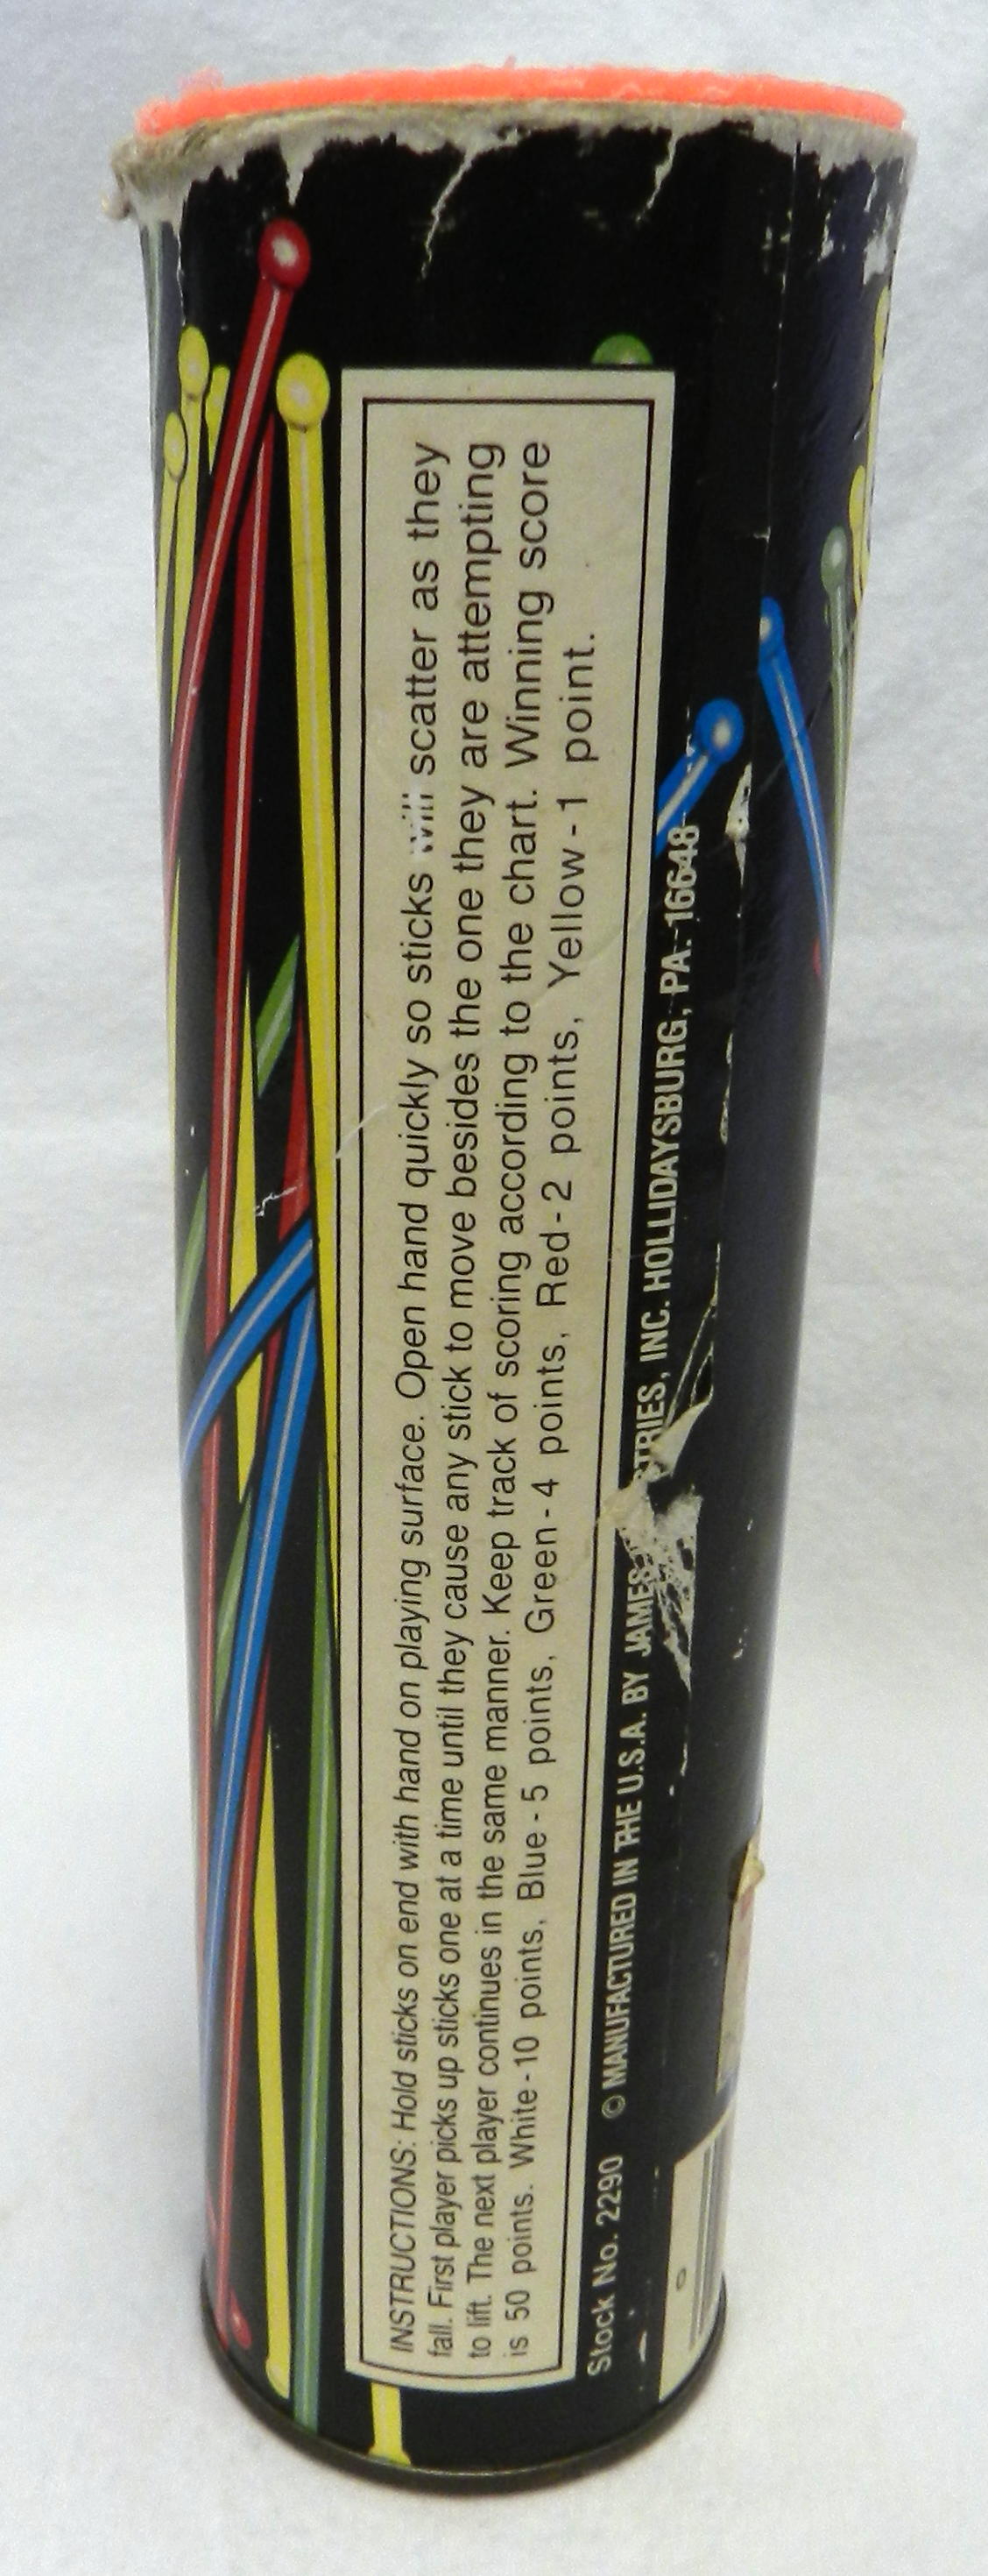 INSTRUCTIONS: Hold sticks on end with hand on playing surface. Open hand quickly so sticks will scatter as they
fall. First player picks up sticks one at a time until they cause any stick to move besides the one they are attempting
to lift. The next player continues in the same manner. Keep track of scoring according to the chart. Winning score
is 50 points. White-10 points, Blue-5 points, Green-4 points, Red-2 points, Yellow-1 point.
Stock No. 2290 © MANUFACTURED IN THE U.S.A. BY JAMES TRIES, INC. HOLLIDAYSBURG, PA. 16648
0